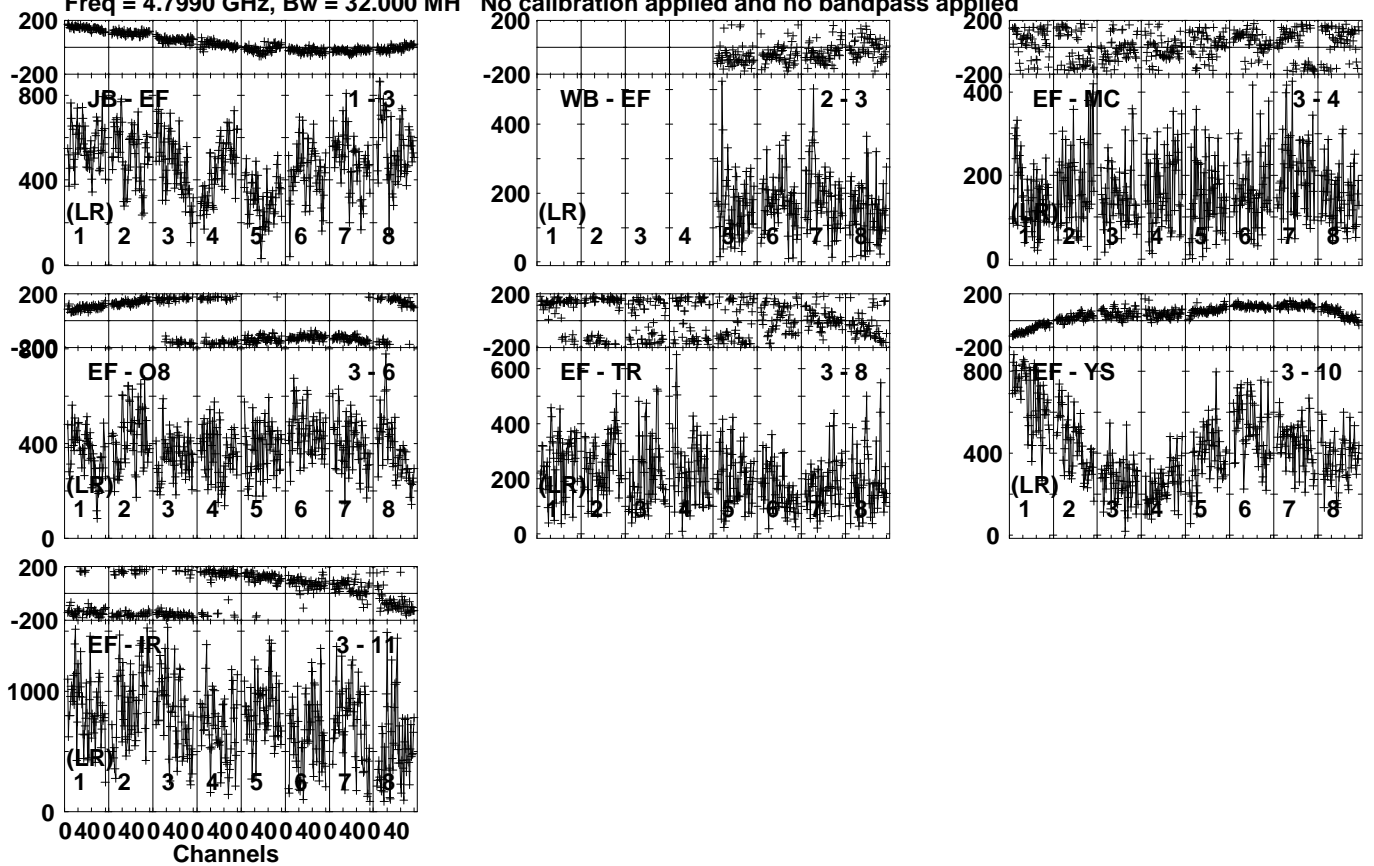 Freq = 4.7990 GHz, Bw = 32.000 MH No calibration applied and no bandpass applied
200
-200
JB - EF 1 - 3
800
400
0
(LR)
1 2 3 4 5 6 7 8
200
-200
WB - EF 2 - 3
400
200
0
(LR)
1 2 3 4 5 6 7 8
200
-200
EF - MC 3 - 4
400
200
0
(LR)
1 2 3 4 5 6 7 8
200
-200
EF - O8 3 - 6
800
400
0
(LR)
1 2 3 4 5 6 7 8
200
-200
EF - TR 3 - 8
600
400
200
0
(LR)
1 2 3 4 5 6 7 8
200
-200
EF - YS 3 - 10
800
400
0
(LR)
1 2 3 4 5 6 7 8
200
-200
EF - IR 3 - 11
1000
0
(LR)
1 2 3 4 5 6 7 8
0 40 0 40 0 40 0 40 0 40 0 40 0 40 0 40
Channels